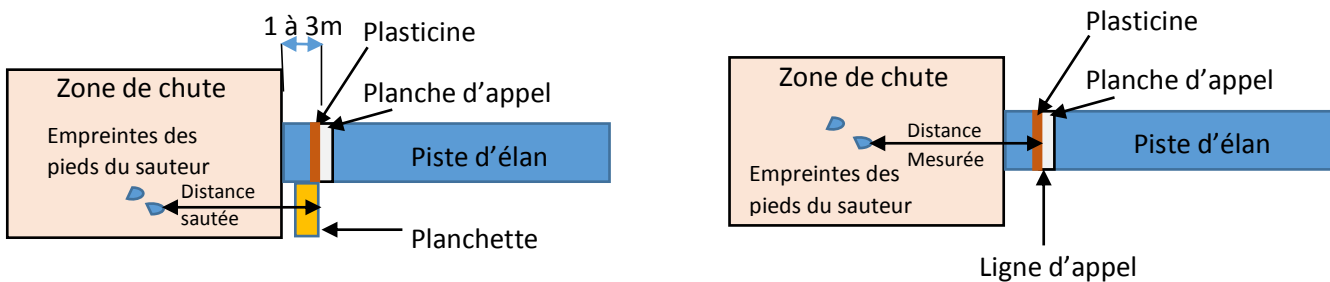 1 à 3m
Plasticine
Zone de chute
Planche d’appel
Empreintes des
pieds du sauteur
Piste d’élan
Distance
sautée
Planchette
Plasticine
Zone de chute
Planche d’appel
Distance
Mesurée
Piste d’élan
Empreintes des
pieds du sauteur
Ligne d’appel